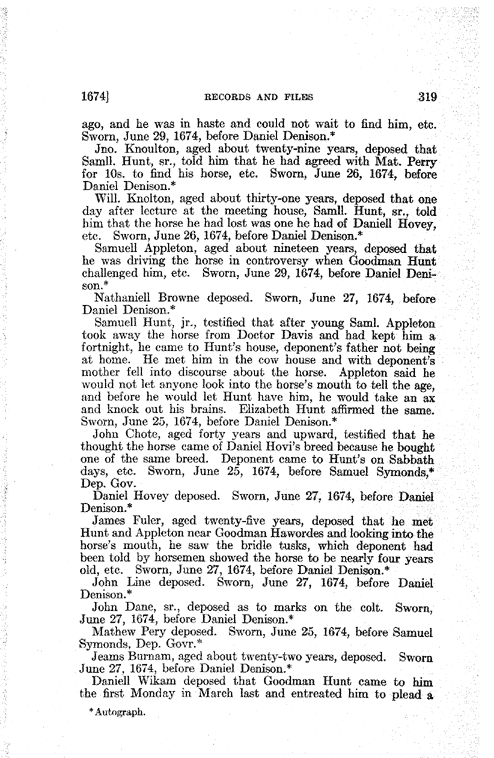 1674] RECORDS AND FILES 319
ago, and he was in haste and could not wait to find him, etc.
Sworn, June 29, 1674, before Daniel Denison.*
Jno. Knoulton, aged about twenty-nine years, deposed that
Samll. Hunt, sr., told him that he had agreed with Mat. Perry
for 10s. to find his horse, etc. Sworn, June 26, 1674, before
Daniel Denison.*
Will. Knolton, aged about thirty-one years, deposed that one
day after lecture at the meeting house, Samll. Hunt, sr., told
him that the horse he had lost was one he had of Daniell Hovey,
etc. Sworn, June 26, 1674, before Daniel Denison.*
Samuell Appleton, aged about nineteen years, deposed that
he was driving the horse in controversy when Goodman Hunt
challenged him, etc. Sworn, June 29, 1674, before Daniel Deni-
son.*
Nathaniell Browne deposed. Sworn, June 27, 1674, before
Daniel Denison.*
Samuell Hunt, jr., testified that after young Saml. Appleton
took away the horse from Doctor Davis and had kept him a
fortnight, he came to Hunt's house, deponent's father not being
at home. He met him in the cow house and with deponent's
mother fell into discourse about the horse. Appleton said he
would not let anyone look into the horse's mouth to tell the age,
and before he would let Hunt have him, he would take an ax
and knock out his brains. Elizabeth Hunt affirmed the same.
Sworn, June 25, 1674, before Daniel Denison.*
John Chote, aged forty years and upward, testified that he
thought the horse came of Daniel Hovi's breed because he bought
one of the same breed. Deponent came to Hunt's on Sabbath
days, etc. Sworn, June 25, 1674, before Samuel Symonds,*
Dep. Gov.
Daniel Hovey deposed. Sworn, June 27, 1674, before Daniel
Denison.*
James Fuler, aged twenty-five years, deposed that he met
Hunt and Appleton near Goodman Hawordes and looking into the
horse's mouth, he saw the bridle tusks, which deponent had
been told by horsemen showed the horse to be nearly four years
old, etc. Sworn, June 27, 1674, before Daniel Denison.*
John Line deposed. Sworn, June 27, 1674, before Daniel
Denison.*
John Dane, sr., deposed as to marks on the colt. Sworn,
June 27, 1674, before Daniel Denison.*
Mathew Pery deposed. Sworn, June 25, 1674, before Samuel
Symonds, Dep. Govr.*
Jeams Burnam, aged about twenty-two years, deposed. Sworn
June 27, 1674, before Daniel Denison.*
Daniell Wikam deposed that Goodman Hunt came to him
the first Monday in March last and entreated him to plead a
*Autograph.